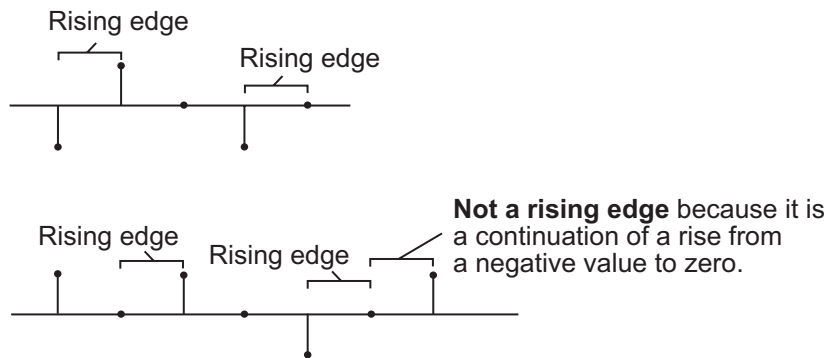 Rising edge
Rising edge
Not a rising edge because it is
a continuation of a rise from
a negative value to zero.
Rising edge
Rising edge